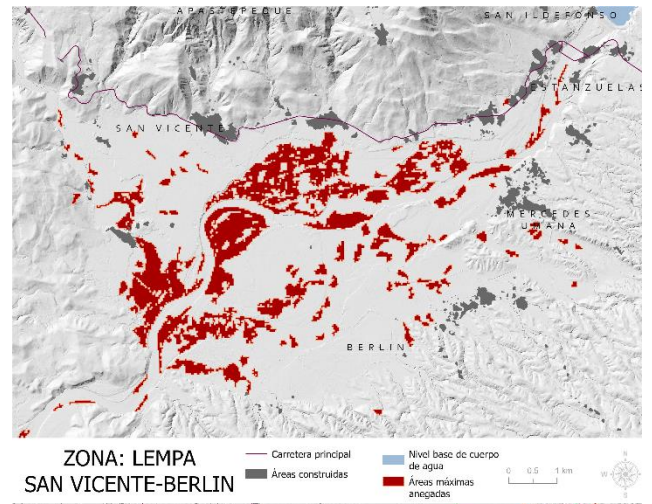 APASTEPEQUE
SAN ILDEFONSO
ESTANZUELAS
SAN VICENTE
MERCEDES
UMANA
BERLIN
ZONA: LEMPA
SAN VICENTE-BERLIN
Carretera principal
Áreas construidas
Nivel base de cuerpo
de agua
Áreas máximas
anegadas
0 0.5 1 km
N
W